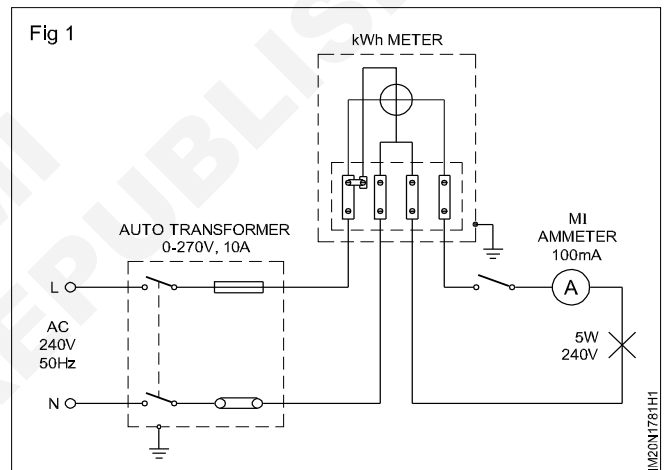 Fig 1
kWh METER
AUTO TRANSFORMER
0-270V, 10A
MI
AMMETER
100mA
L
A
AC
240V
50Hz
5W
240V
N
IM20N1781H1